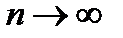 n → ∞